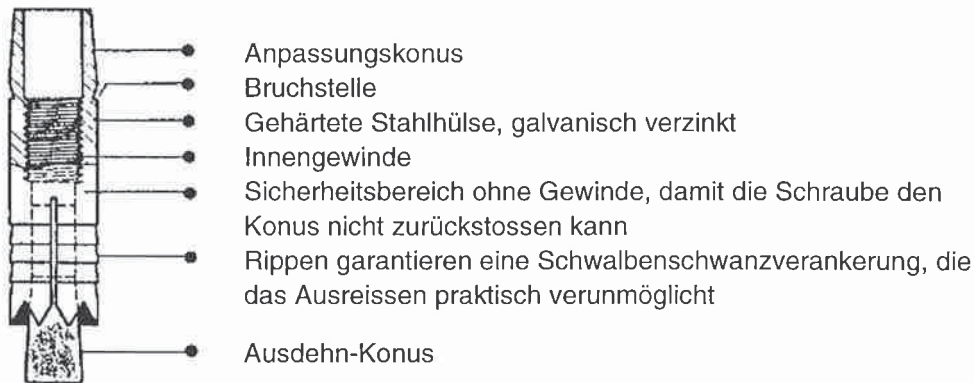 Anpassungskonus
Bruchstelle
Gehärtete Stahlhülse, galvanisch verzinkt
Innengewinde
Sicherheitsbereich ohne Gewinde, damit die Schraube den
Konus nicht zurückstossen kann
Rippen garantieren eine Schwalbenschwanzverankerung, die
das Ausreissen praktisch verunmöglicht
Ausdehn-Konus